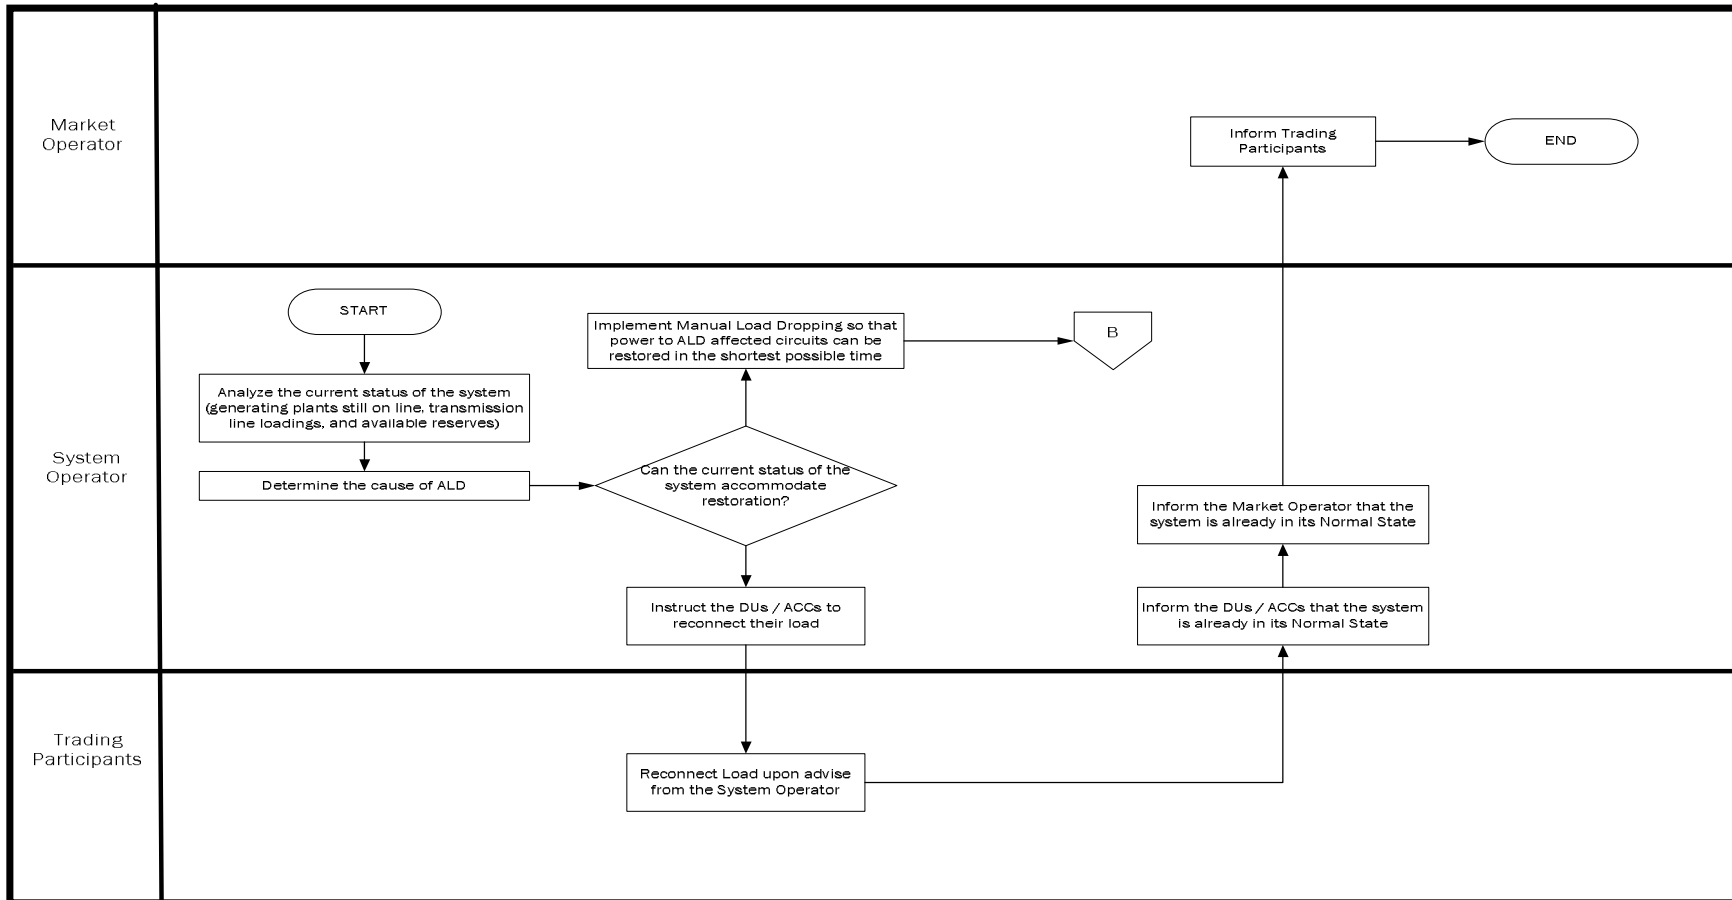 Market
Operator
Inform Trading
Participants
END
System
Operator
START
Analyze the current status of the system
(generating plants still on line, transmission
line loadings, and available reserves)
Determine the cause of ALD
Implement Manual Load Dropping so that
power to ALD affected circuits can be
restored in the shortest possible time
B
Can the current status of the
system accommodate
restoration?
Instruct the DUs / ACCs to
reconnect their load
Inform the Market Operator that the
system is already in its Normal State
Inform the DUs / ACCs that the system
is already in its Normal State
Trading
Participants
Reconnect Load upon advise
from the System Operator